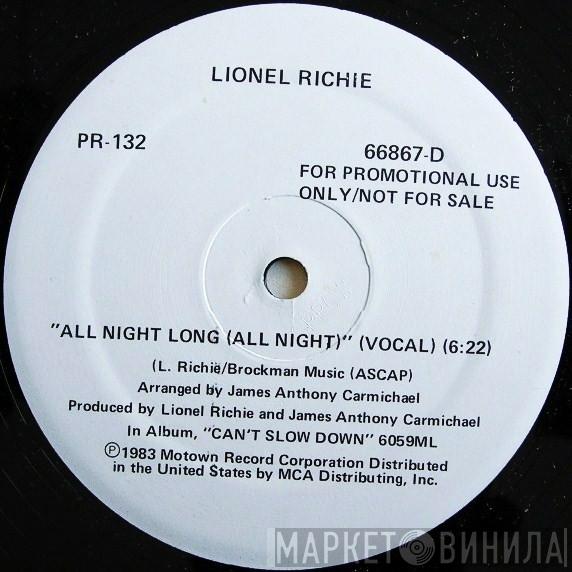 LIONEL RICHIE
PR-132
66867-D
FOR PROMOTIONAL USE
ONLY/NOT FOR SALE
"ALL NIGHT LONG (ALL NIGHT)" (VOCAL) (6:22)
(L. Richie/Brockman Music (ASCAP)
Arranged by James Anthony Carmichael
Produced by Lionel Richie and James Anthony Carmichael
In Album, "CAN'T SLOW DOWN" 6059ML
Ⓟ1983 Motown Record Corporation Distributed
in the United States by MCA Distributing, Inc.
МАРКЕТ ВИНИЛА